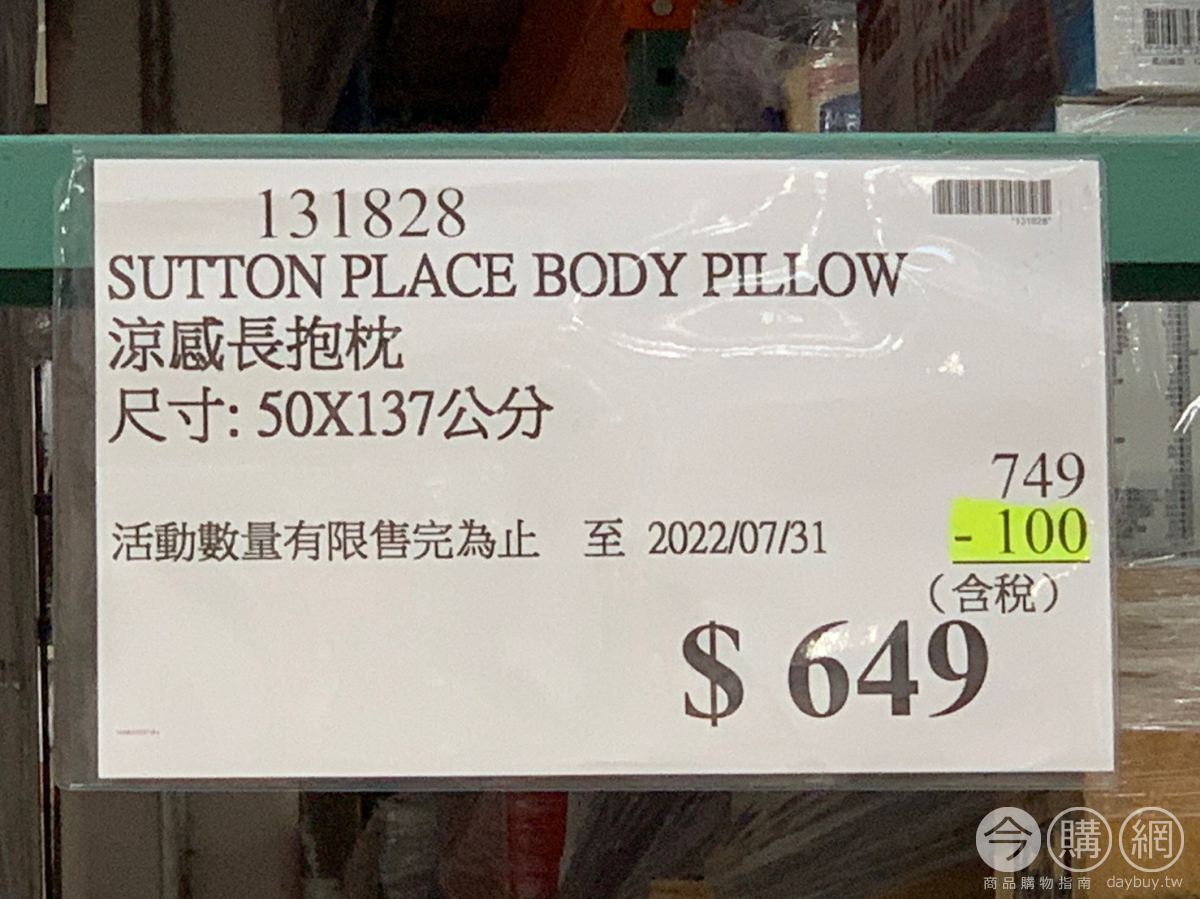 131828
"131828"
SUTTON PLACE BODY PILLOW
涼感長抱枕
尺寸: 50X137公分
749
活動數量有限售完為止 至 2022/07/31
- 100
(含稅)
$ 649
今購網
商品購物指南 daybuy.tw